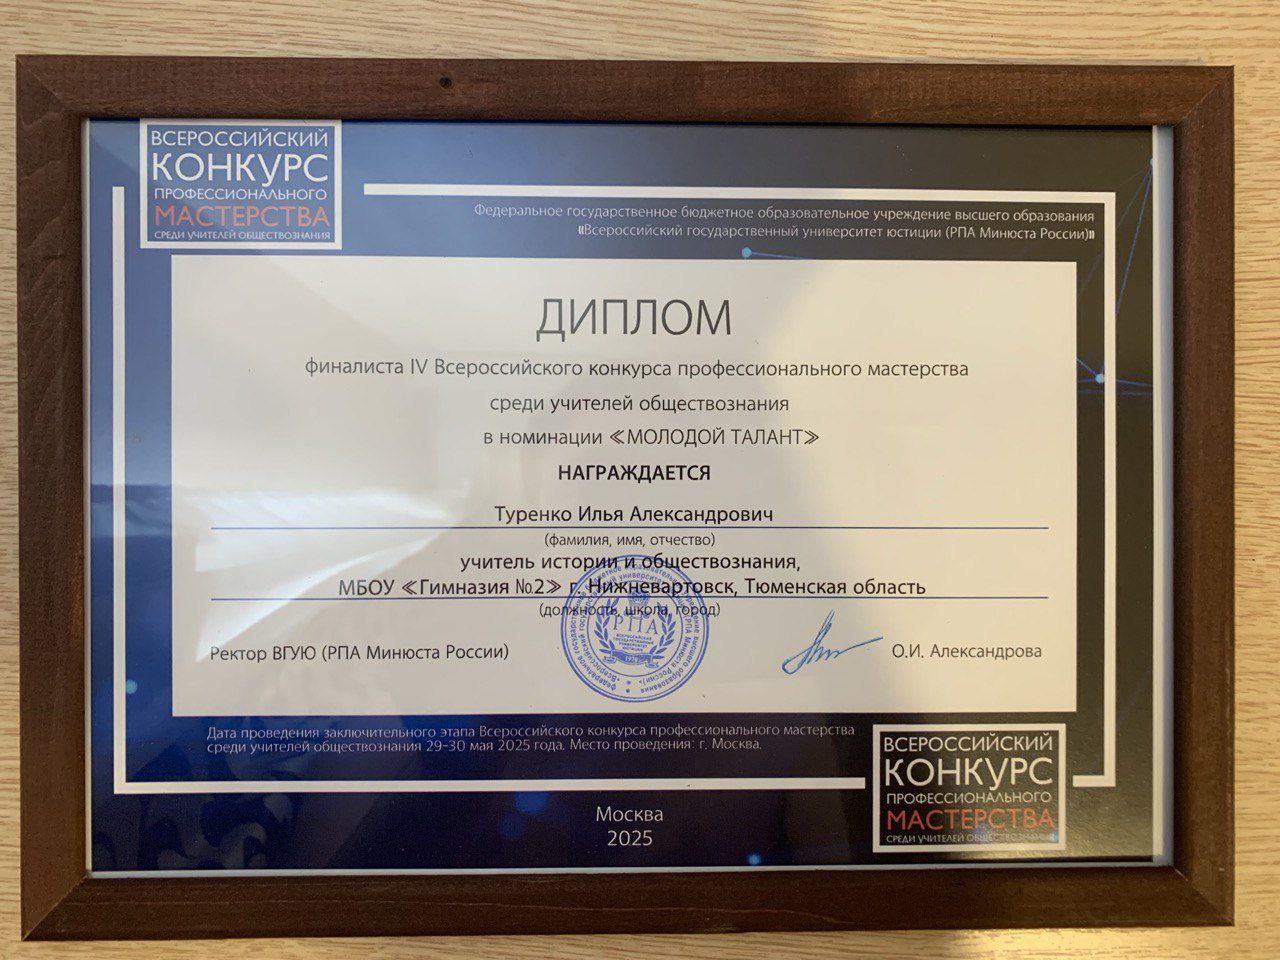 ВСЕРОССИЙСКИЙ
КОНКУРС
ПРОФЕССИОНАЛЬНОГО
МАСТЕРСТВА
СРЕДИ УЧИТЕЛЕЙ ОБЩЕСТВОЗНАНИЯ
Федеральное государственное бюджетное образовательное учреждение высшего образования
«Всероссийский государственный университет юстиции (РПА Минюста России)»
ДИПЛОМ
финалиста IV Всероссийского конкурса профессионального мастерства
среди учителей обществознания
в номинации «МОЛОДОЙ ТАЛАНТ»
НАГРАЖДАЕТСЯ
Туренко Илья Александрович
(фамилия, имя, отчество)
учитель истории и обществознания,
МБОУ «Гимназия №2» г. Нижневартовск, Тюменская область
(должность, школа, город)
РПА
ВСЕРОССИЙСКИЙ
ГОСУДАРСТВЕННЫЙ
УНИВЕРСИТЕТ
ЮСТИЦИИ
Ректор ВГУЮ (РПА Минюста России)
О.И. Александрова
Дата проведения заключительного этапа Всероссийского конкурса профессионального мастерства
среди учителей обществознания 29-30 мая 2025 года. Место проведения: г. Москва.
ВСЕРОССИЙСКИЙ
КОНКУРС
ПРОФЕССИОНАЛЬНОГО
МАСТЕРСТВА
СРЕДИ УЧИТЕЛЕЙ ОБЩЕСТВОЗНАНИЯ
Москва
2025